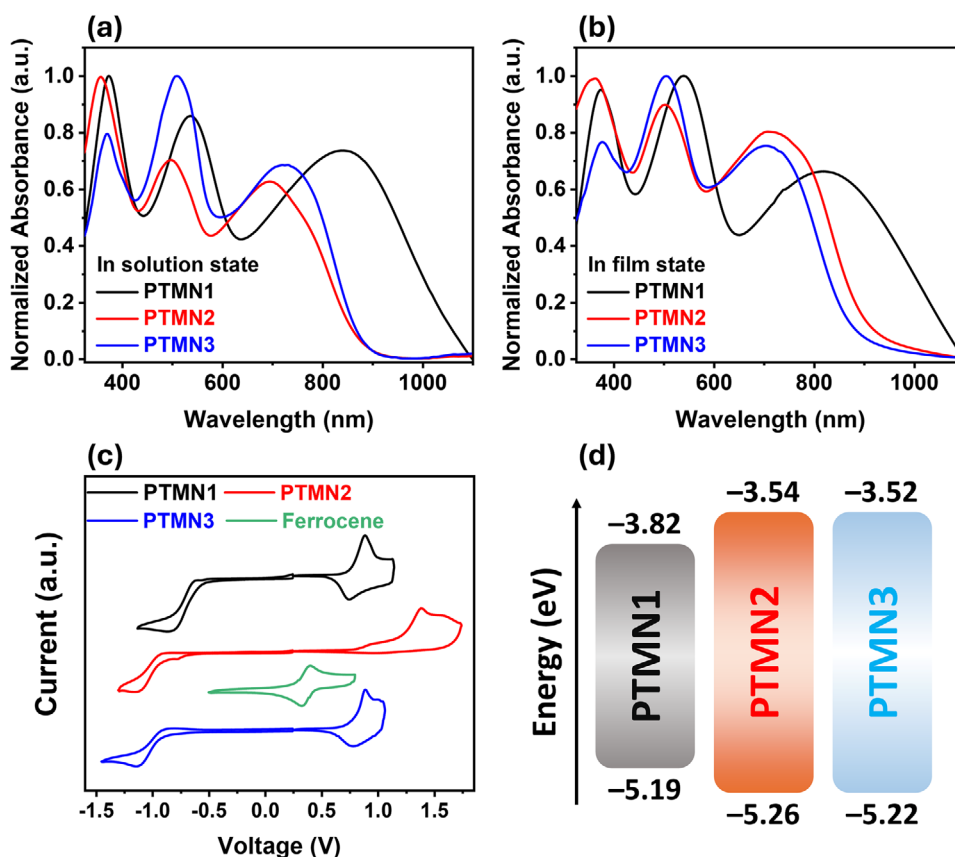 (a)
Normalized Absorbance (a.u.)
1.0
0.8
0.6
0.4
0.2
0.0
In solution state
PTMN1
PTMN2
PTMN3
400
600
800
1000
Wavelength (nm)
(b)
Normalized Absorbance (a.u.)
1.0
0.8
0.6
0.4
0.2
0.0
In film state
PTMN1
PTMN2
PTMN3
400
600
800
1000
Wavelength (nm)
(c)
PTMN1
PTMN2
PTMN3
Ferrocene
Current (a.u.)
-1.5
-1.0
-0.5
0.0
0.5
1.0
1.5
Voltage (V)
(d)
Energy (eV)
−3.82
−3.54
−3.52
PTMN1
PTMN2
PTMN3
−5.19
−5.26
−5.22